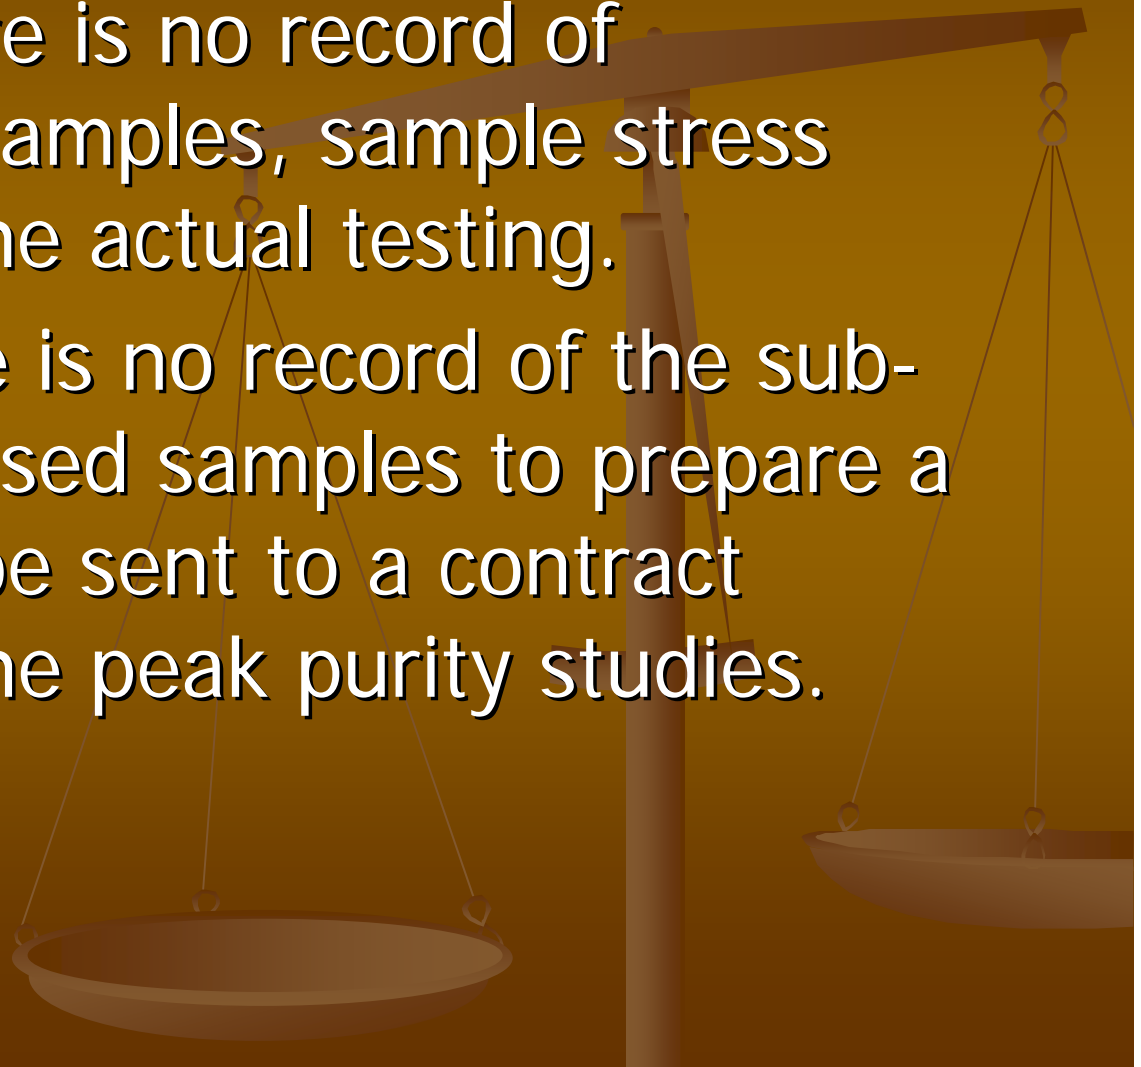 re is no record of
amples, sample stress
he actual testing.
e is no record of the sub-
sed samples to prepare a
be sent to a contract
he peak purity studies.